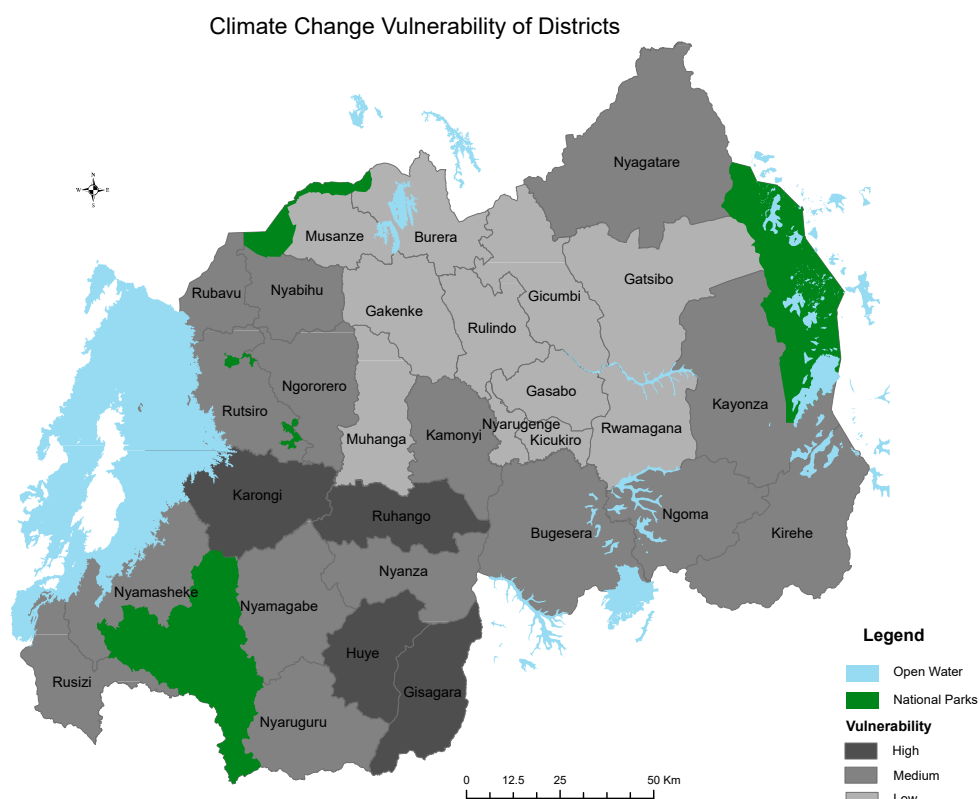 Climate Change Vulnerability of Districts
Nyagatare
N
W E
S
Musanze
Burera
Gatsibo
Rubavu
Nyabihu
Gicumbi
Gakenke
Rulindo
Ngororero
Gasabo
Kayonza
Rutsiro
Nyarugenge
Rwamagana
Muhanga
Kamonyi
Kicukiro
Karongi
Ruhango
Ngoma
Bugesera
Kirehe
Nyanza
Nyamasheke
Nyamagabe
Huye
Rusizi
Gisagara
Nyaruguru
Legend
Open Water
National Parks
Vulnerability
High
Medium
Low
0 12.5 25 50 Km